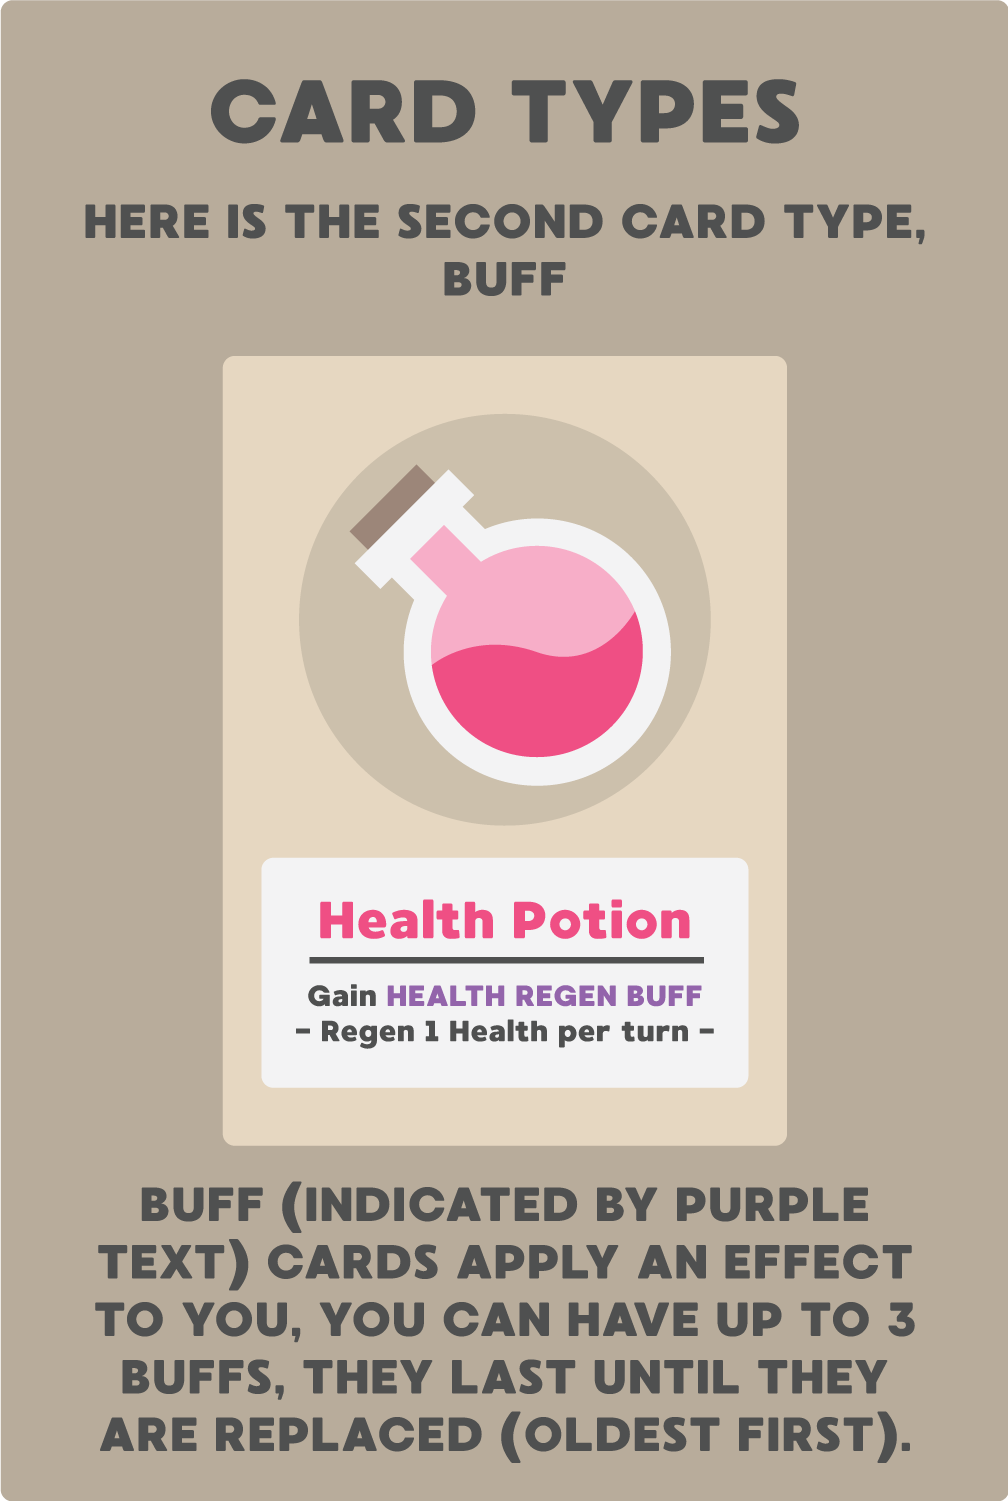 CARD TYPES
HERE IS THE SECOND CARD TYPE,
BUFF
Health Potion
Gain HEALTH REGEN BUFF
- Regen 1 Health per turn -
BUFF (INDICATED BY PURPLE
TEXT) CARDS APPLY AN EFFECT
TO YOU, YOU CAN HAVE UP TO 3
BUFFS, THEY LAST UNTIL THEY
ARE REPLACED (OLDEST FIRST).